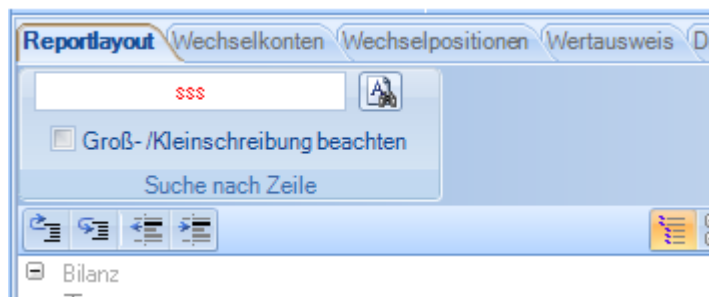 Reportlayout Wechselkonten Wechselpositionen Wertausweis D
sss
Groß- /Kleinschreibung beachten
Suche nach Zeile
Bilanz